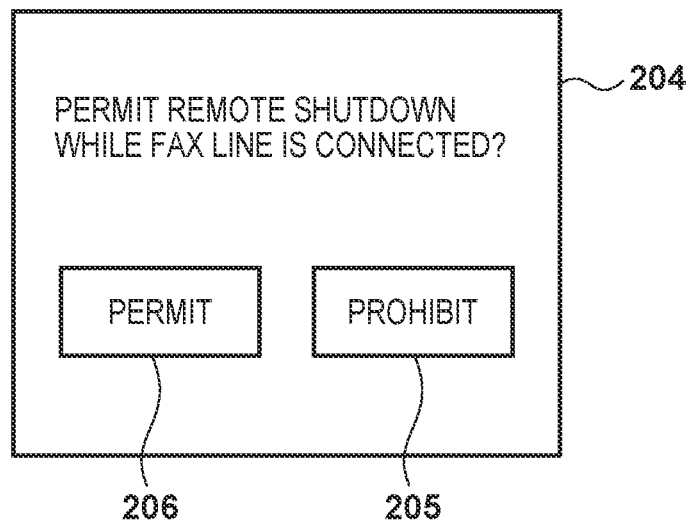 204
PERMIT REMOTE SHUTDOWN
WHILE FAX LINE IS CONNECTED?
PERMIT
PROHIBIT
206
205